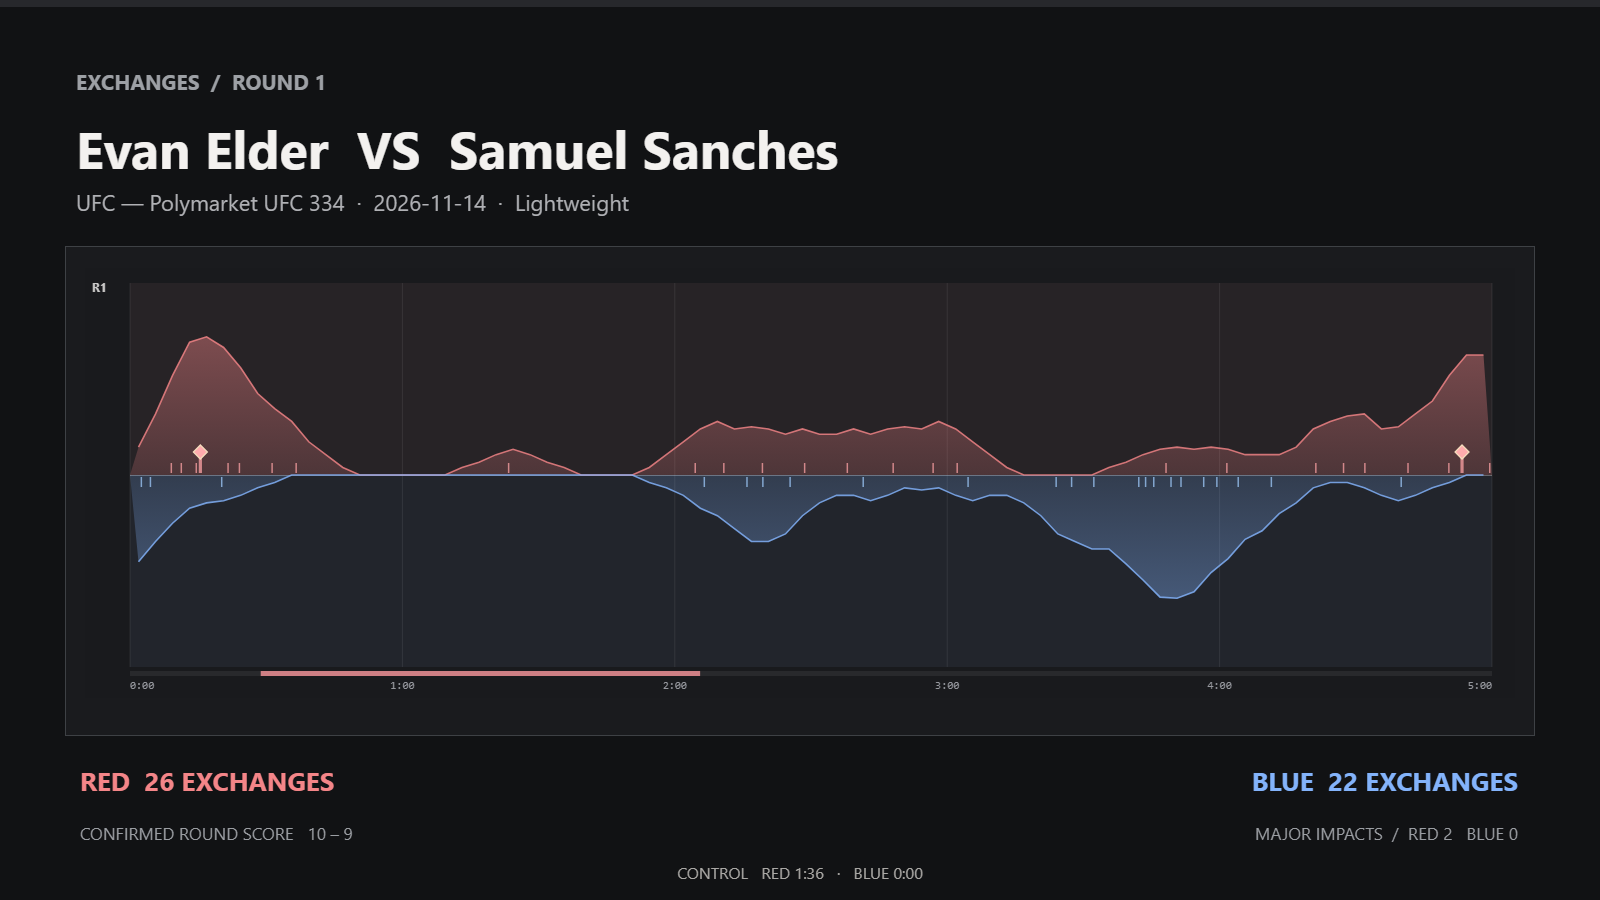 EXCHANGES / ROUND 1
Evan Elder VS Samuel Sanches
UFC — Polymarket UFC 334 · 2026-11-14 · Lightweight
R1
0:00 1:00 2:00 3:00 4:00 5:00
RED 26 EXCHANGES BLUE 22 EXCHANGES
CONFIRMED ROUND SCORE 10 – 9 MAJOR IMPACTS / RED 2 BLUE 0
CONTROL RED 1:36 · BLUE 0:00